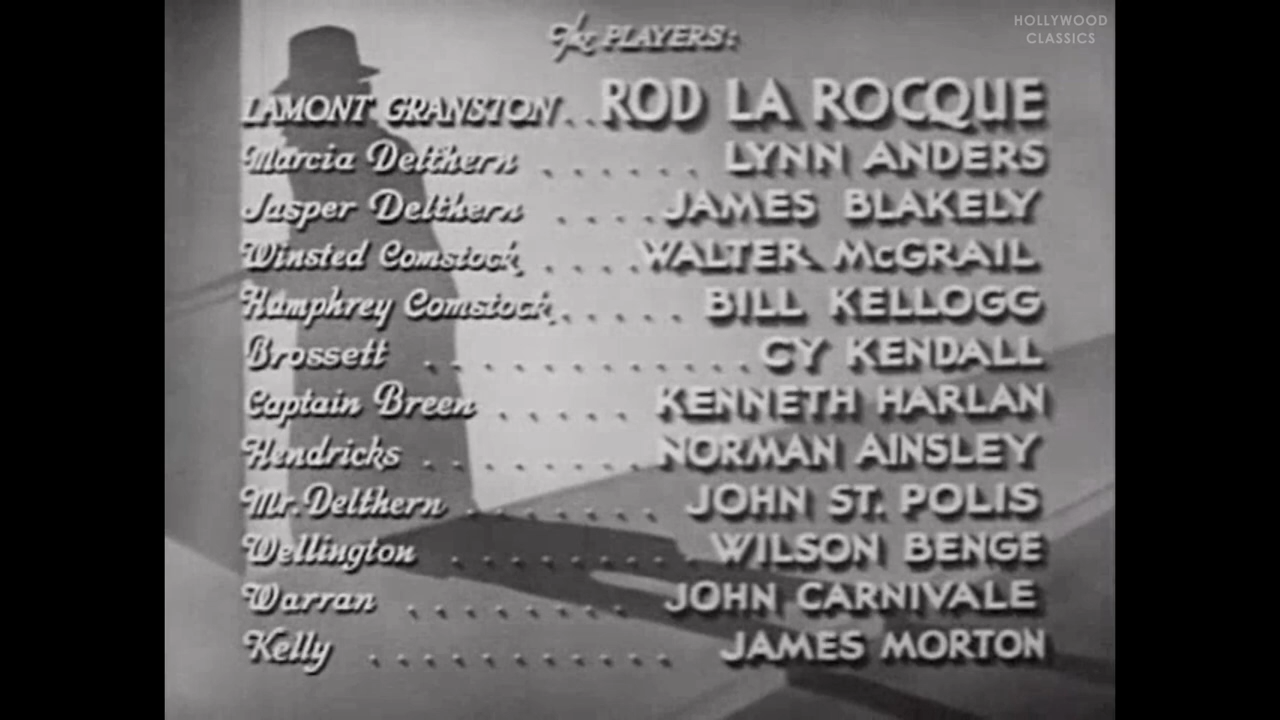 HOLLYWOOD
CLASSICS
The PLAYERS:
LAMONT GRANSTON . . ROD LA ROCQUE
Marcia Delthern . . . . . . LYNN ANDERS
Jasper Delthern . . . . JAMES BLAKELY
Winsted Comstock . . . . WALTER McGRAIL
Humphrey Comstock . . . . . BILL KELLOGG
Brossett . . . . . . . . . . . CY KENDALL
Captain Breen . . . . . KENNETH HARLAN
Hendricks . . . . . . . . NORMAN AINSLEY
Mr. Delthern . . . . . . . JOHN ST. POLIS
Wellington . . . . . . . . WILSON BENGE
Warran . . . . . . . . JOHN CARNIVALE
Kelly . . . . . . . . . . . JAMES MORTON